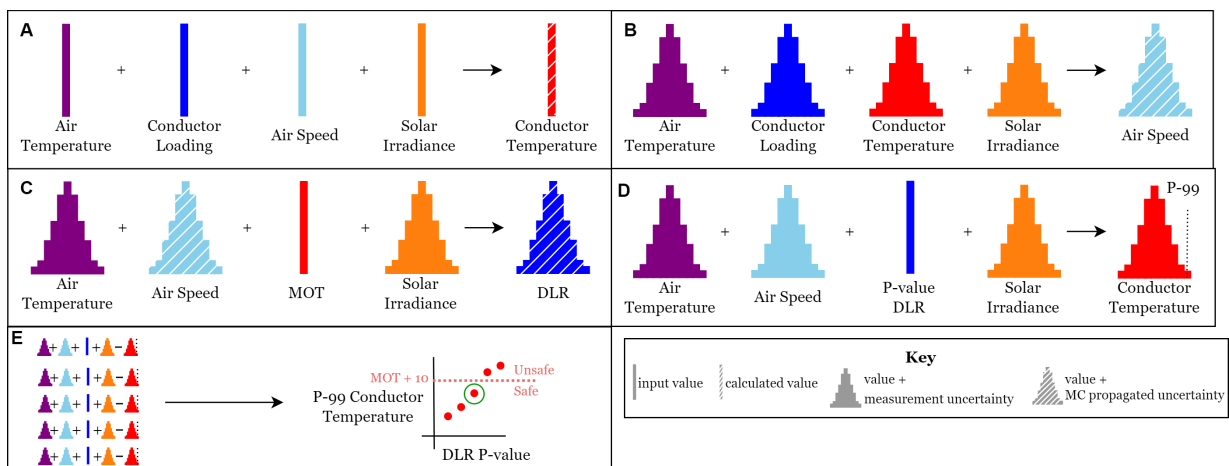 A
+ + + +
Air Temperature
Conductor Loading
Air Speed
Solar Irradiance
Conductor Temperature
B
+ + +
Air Temperature
Conductor Loading
Conductor Temperature
Solar Irradiance
Air Speed
C
+ + +
Air Temperature
Air Speed
MOT
Solar Irradiance
DLR
D
P-99
+ + +
Air Temperature
Air Speed
P-value DLR
Solar Irradiance
Conductor Temperature
E
+ + + –
+ + + –
+ + + –
+ + + –
+ + + –
P-99 Conductor
Temperature
MOT + 10
Unsafe
Safe
DLR P-value
Key
input value
calculated value
value +
measurement uncertainty
value +
MC propagated uncertainty